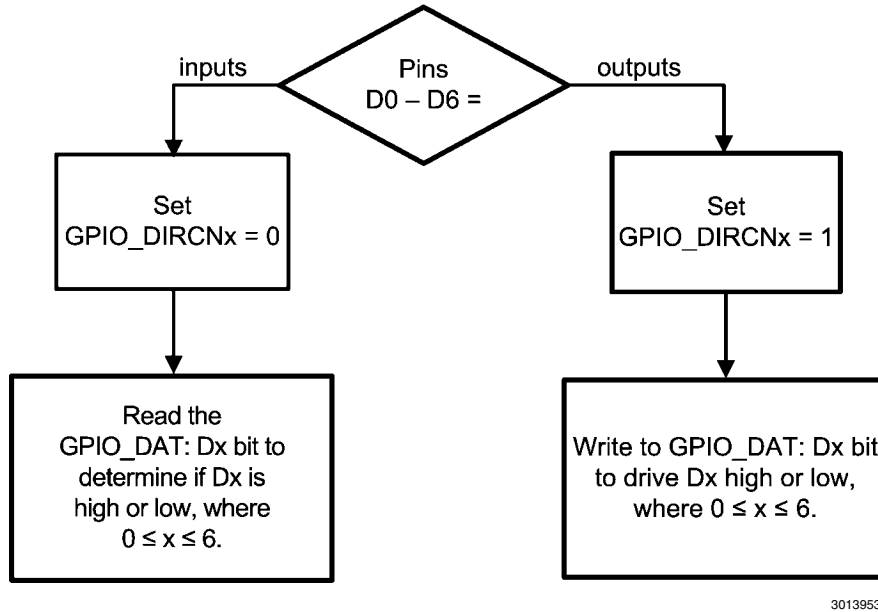 inputs
Pins
D0 – D6 =
outputs
Set
GPIO_DIRCNx = 0
Set
GPIO_DIRCNx = 1
Read the
GPIO_DAT: Dx bit to
determine if Dx is
high or low, where
0 ≤ x ≤ 6.
Write to GPIO_DAT: Dx bit
to drive Dx high or low,
where 0 ≤ x ≤ 6.
3013953